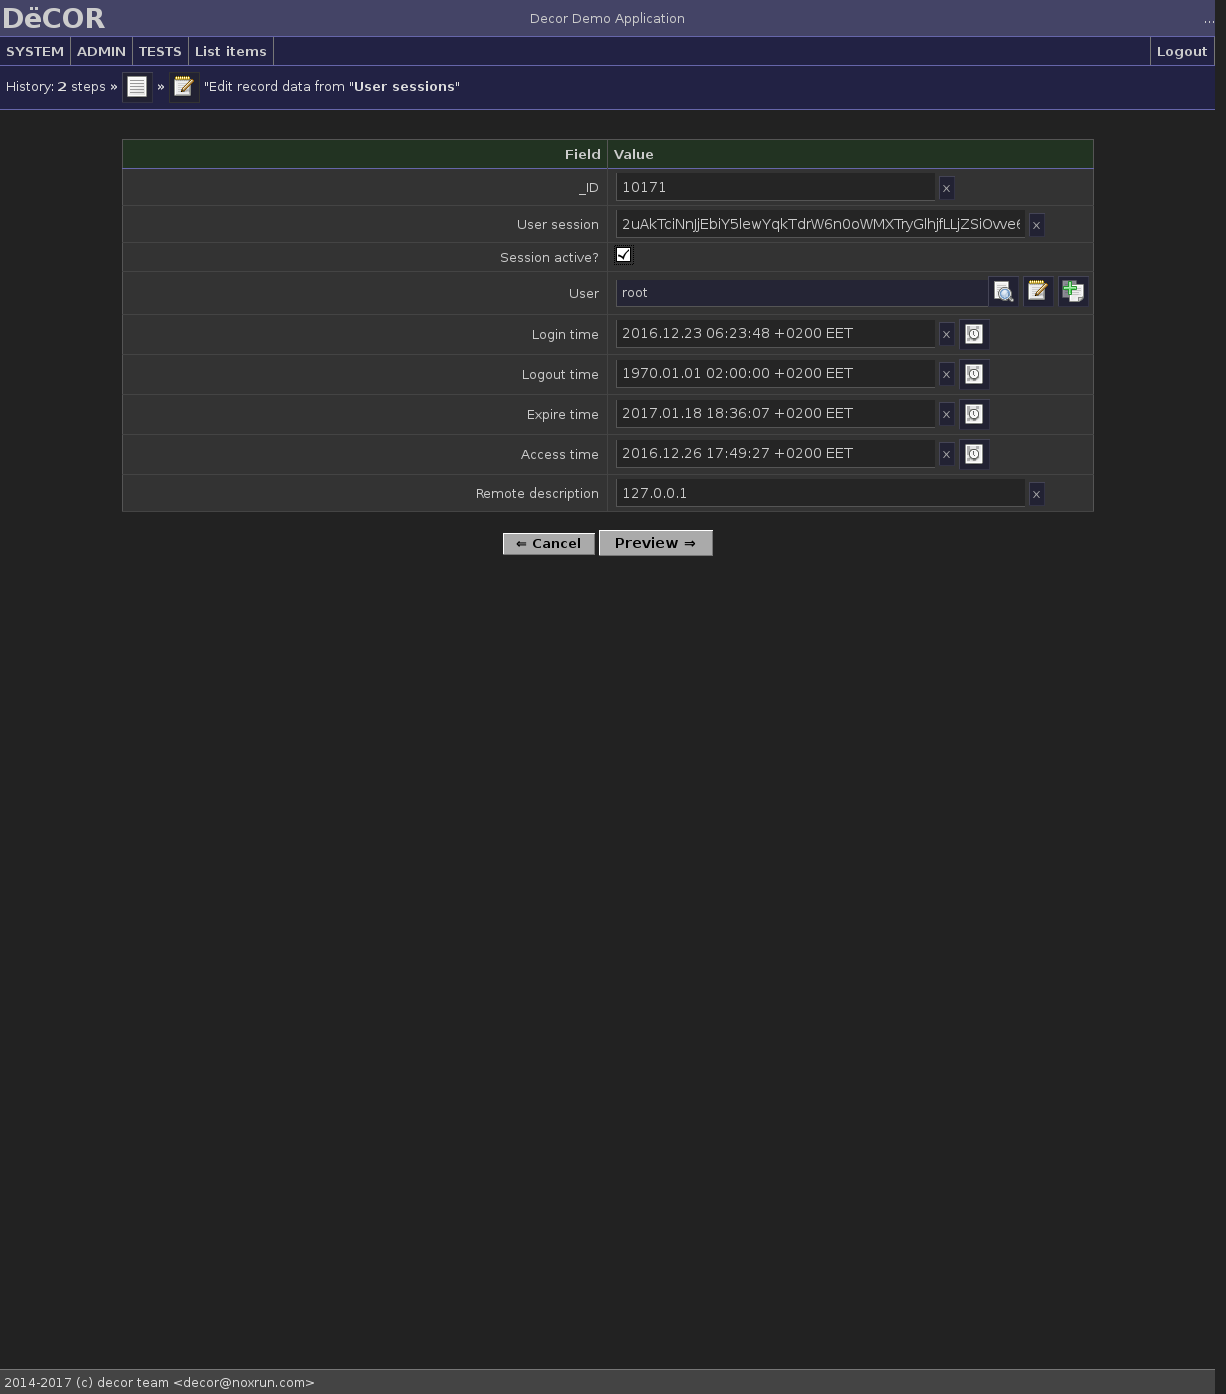 DëCOR
Decor Demo Application
...
SYSTEM ADMIN TESTS List items Logout
History: 2 steps » » "Edit record data from "User sessions"
Field Value
_ID 10171 x
User session x
Session active?
User root
Login time 2016.12.23 06:23:48 +0200 EET x
Logout time 1970.01.01 02:00:00 +0200 EET x
Expire time 2017.01.18 18:36:07 +0200 EET x
Access time 2016.12.26 17:49:27 +0200 EET x
Remote description 127.0.0.1 x
⇐ Cancel Preview ⇒
2014-2017 (c) decor team <decor@noxrun.com>